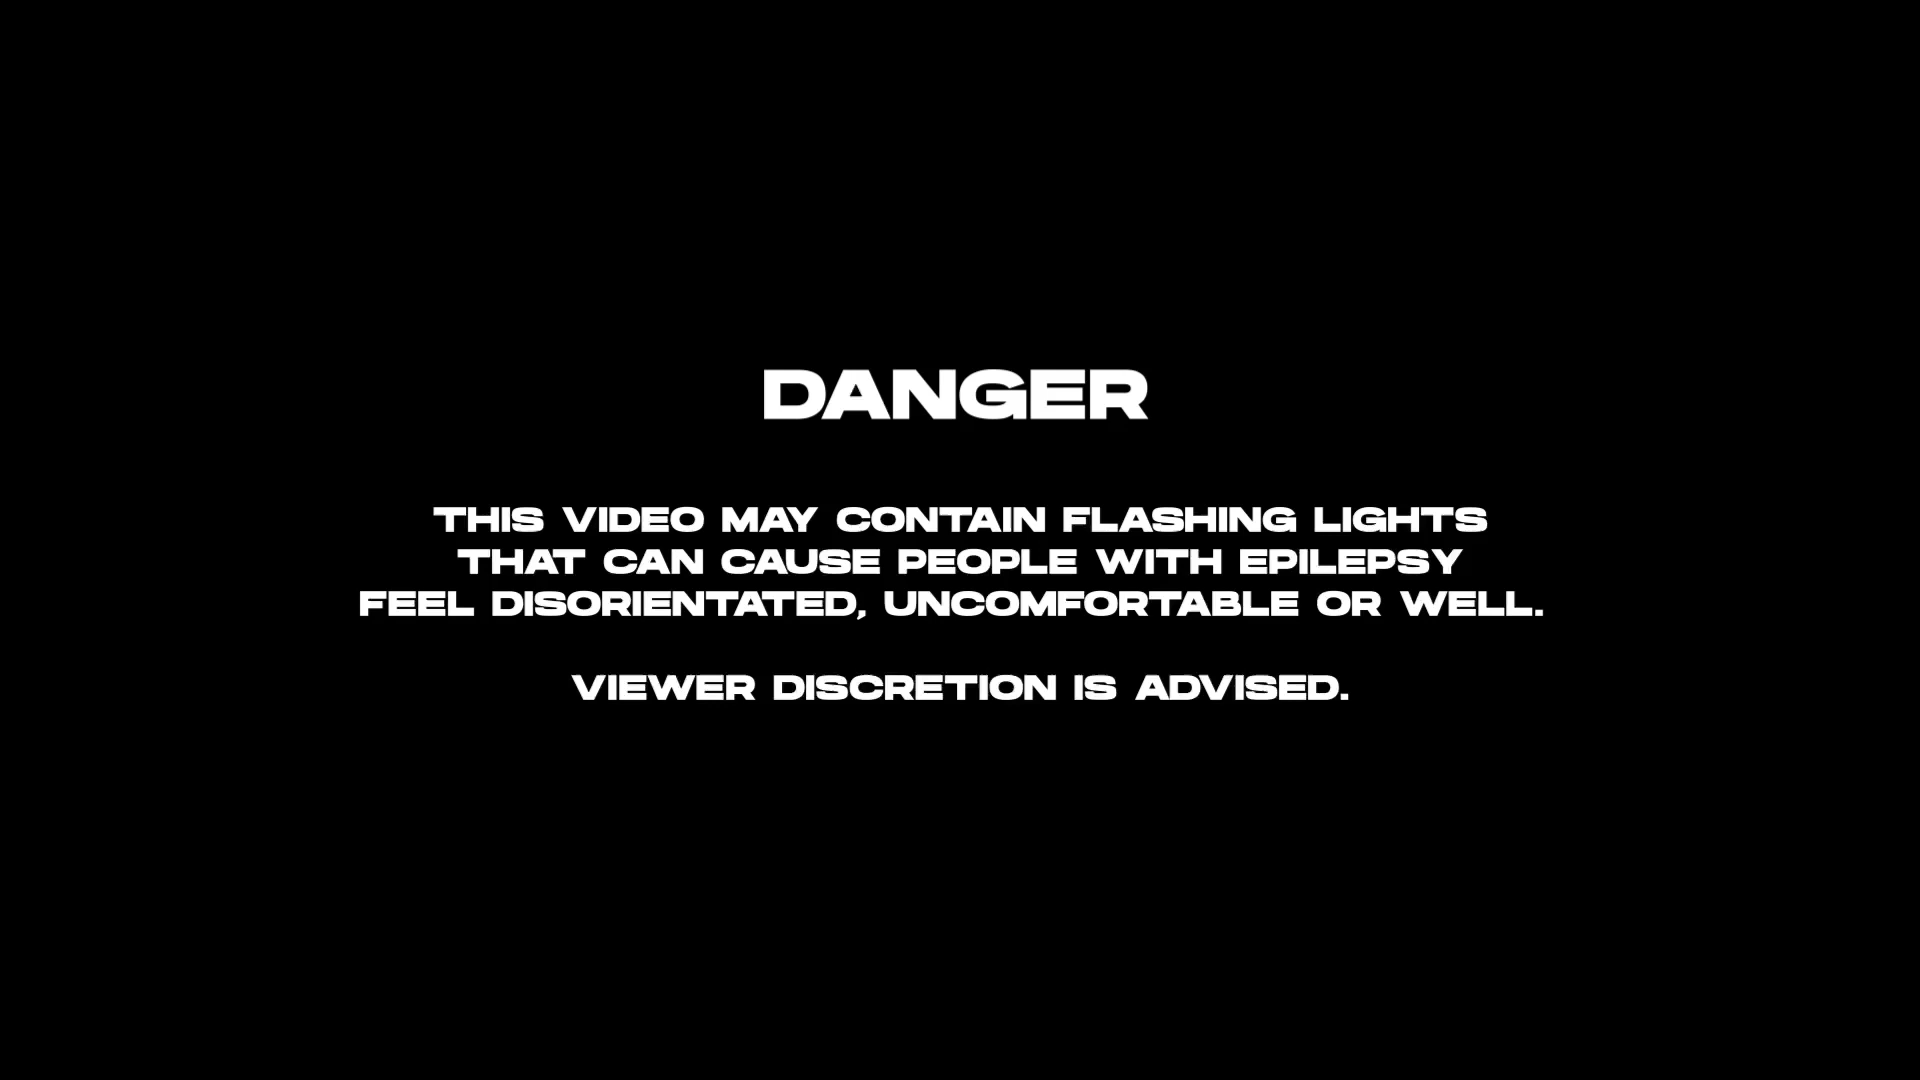 DANGER
THIS VIDEO MAY CONTAIN FLASHING LIGHTS
THAT CAN CAUSE PEOPLE WITH EPILEPSY
FEEL DISORIENTATED, UNCOMFORTABLE OR WELL.
VIEWER DISCRETION IS ADVISED.